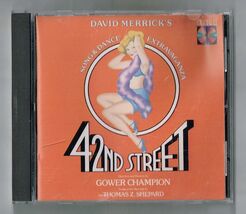 DAVID MERRICK'S
SONG & DANCE EXTRAVAGANZA
42ND STREET
GOWER CHAMPION
THOMAS Z. SHEPARD